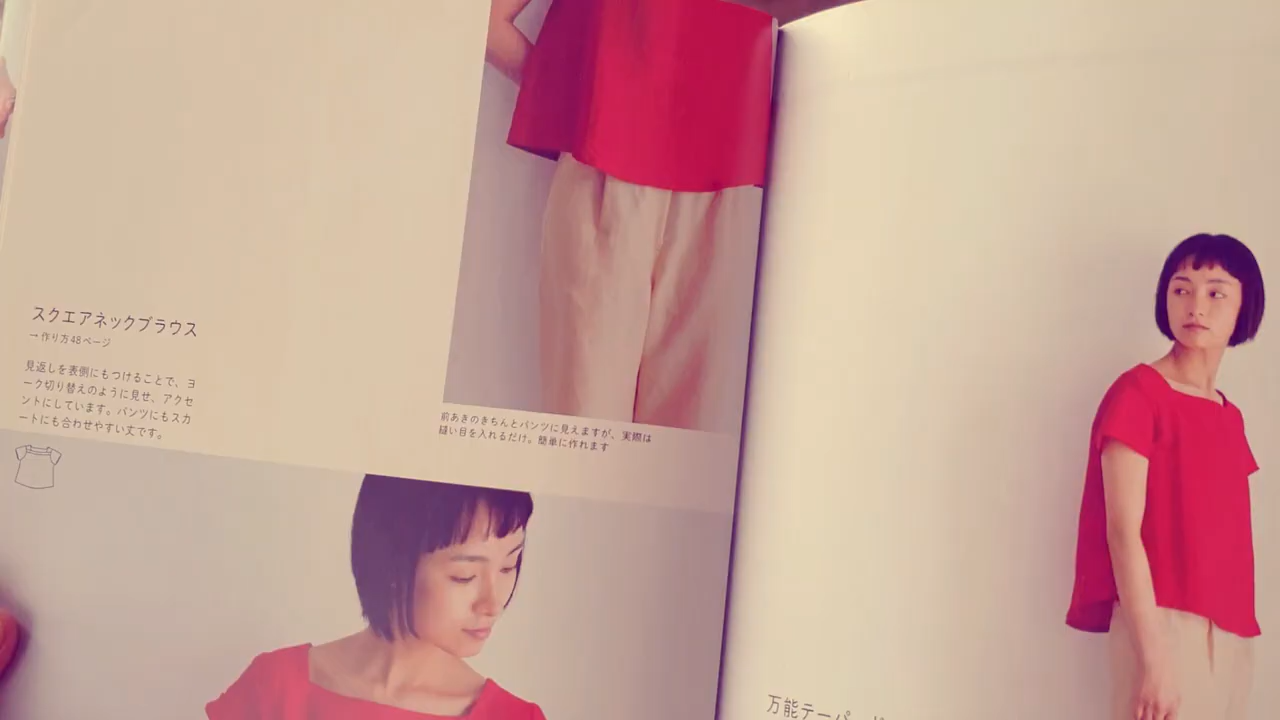 スクエアネックブラウス
→作り方48ページ
見返しを表側にもつけることで、ヨ
ーク切り替えのように見せ、アクセ
ントにしています。パンツにもスカ
ートにも合わせやすい丈です。
前あきのきちんとパンツに見えますが、実際は
縫い目を入れるだけ。簡単に作れます
万能テーパード